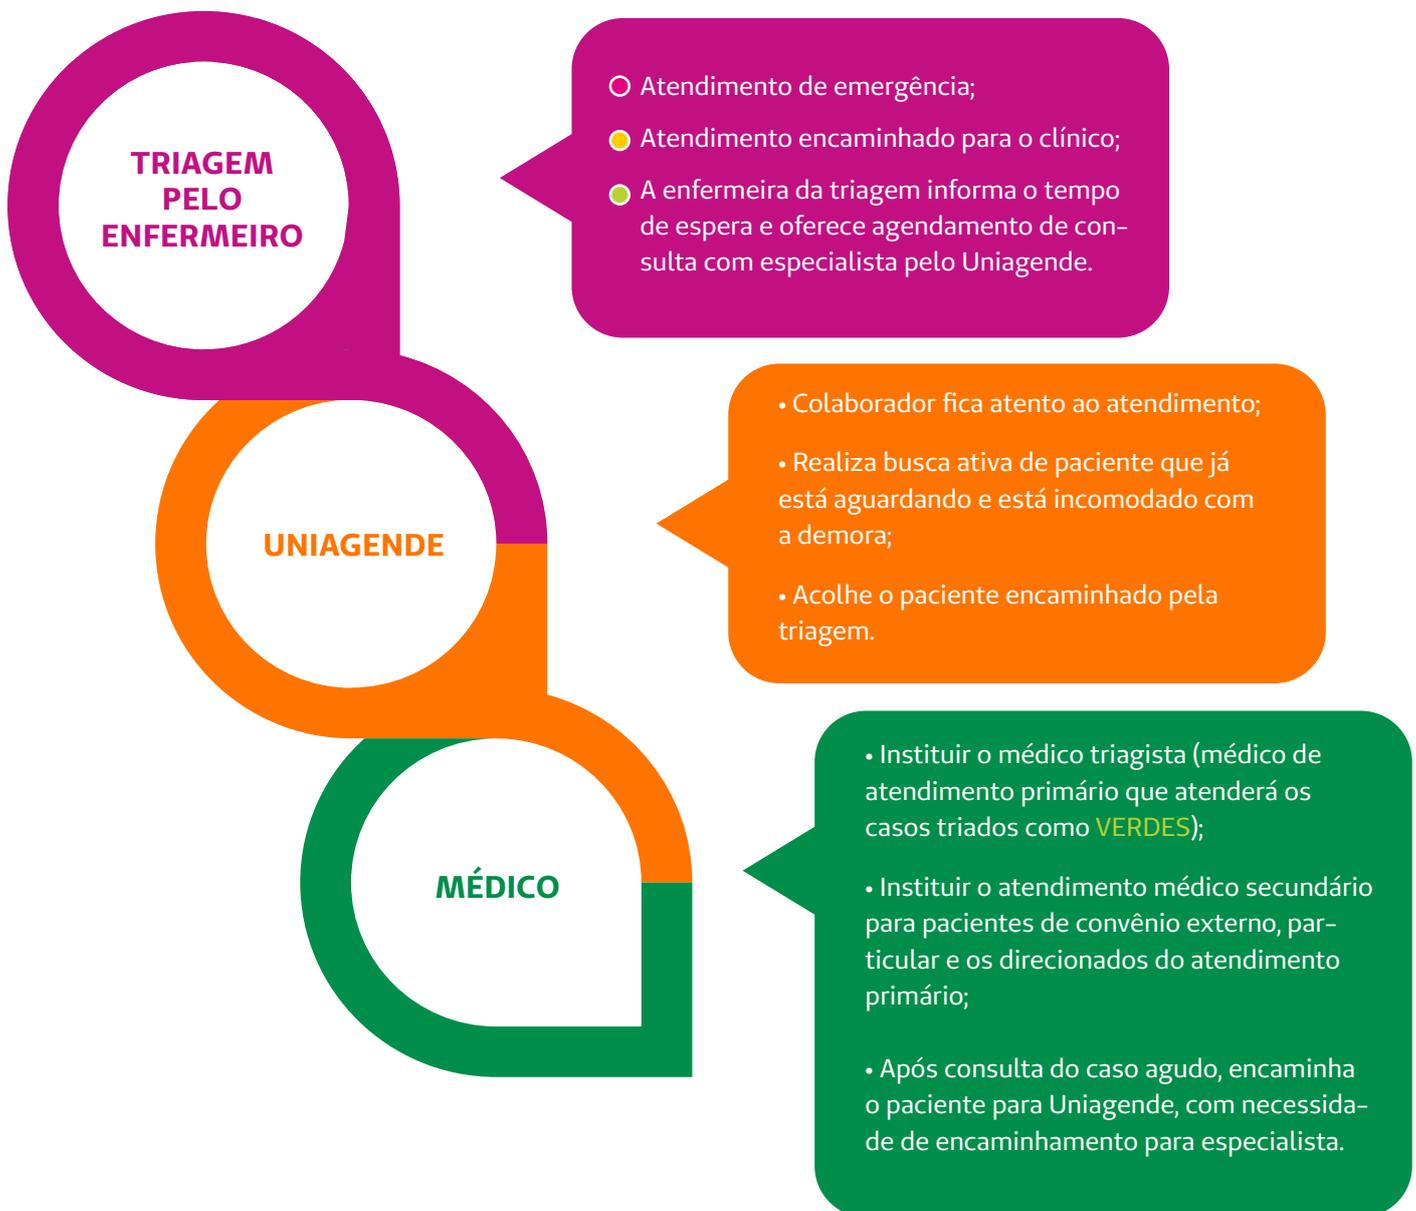 TRIAGEM
PELO
ENFERMEIRO
Atendimento de emergência;
Atendimento encaminhado para o clínico;
A enfermeira da triagem informa o tempo
de espera e oferece agendamento de con-
sulta com especialista pelo Uniagende.
UNIAGENDE
• Colaborador fica atento ao atendimento;
• Realiza busca ativa de paciente que já
está aguardando e está incomodado com
a demora;
• Acolhe o paciente encaminhado pela
triagem.
MÉDICO
• Instituir o médico triagista (médico de
atendimento primário que atenderá os
casos triados como VERDES);
• Instituir o atendimento médico secundário
para pacientes de convênio externo, par-
ticular e os direcionados do atendimento
primário;
• Após consulta do caso agudo, encaminha
o paciente para Uniagende, com necessida-
de de encaminhamento para especialista.